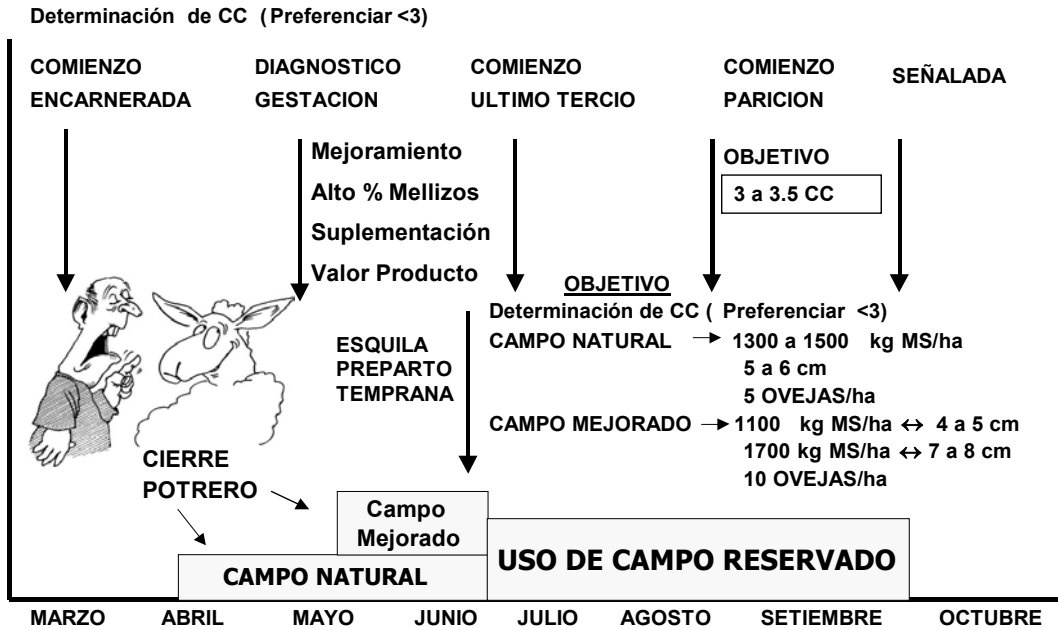 Determinación de CC ( Preferenciar <3)
COMIENZO
ENCARNERADA
DIAGNOSTICO
GESTACION
COMIENZO
ULTIMO TERCIO
COMIENZO
PARICION
SEÑALADA
Mejoramiento
Alto % Mellizos
Suplementación
Valor Producto
OBJETIVO
3 a 3.5 CC
ESQUILA
PREPARTO
TEMPRANA
OBJETIVO
Determinación de CC ( Preferenciar <3)
CAMPO NATURAL → 1300 a 1500 kg MS/ha
5 a 6 cm
5 OVEJAS/ha
CAMPO MEJORADO → 1100 kg MS/ha ↔ 4 a 5 cm
1700 kg MS/ha ↔ 7 a 8 cm
10 OVEJAS/ha
CIERRE
POTRERO
Campo
Mejorado
CAMPO NATURAL
USO DE CAMPO RESERVADO
MARZO ABRIL MAYO JUNIO JULIO AGOSTO SETIEMBRE OCTUBRE